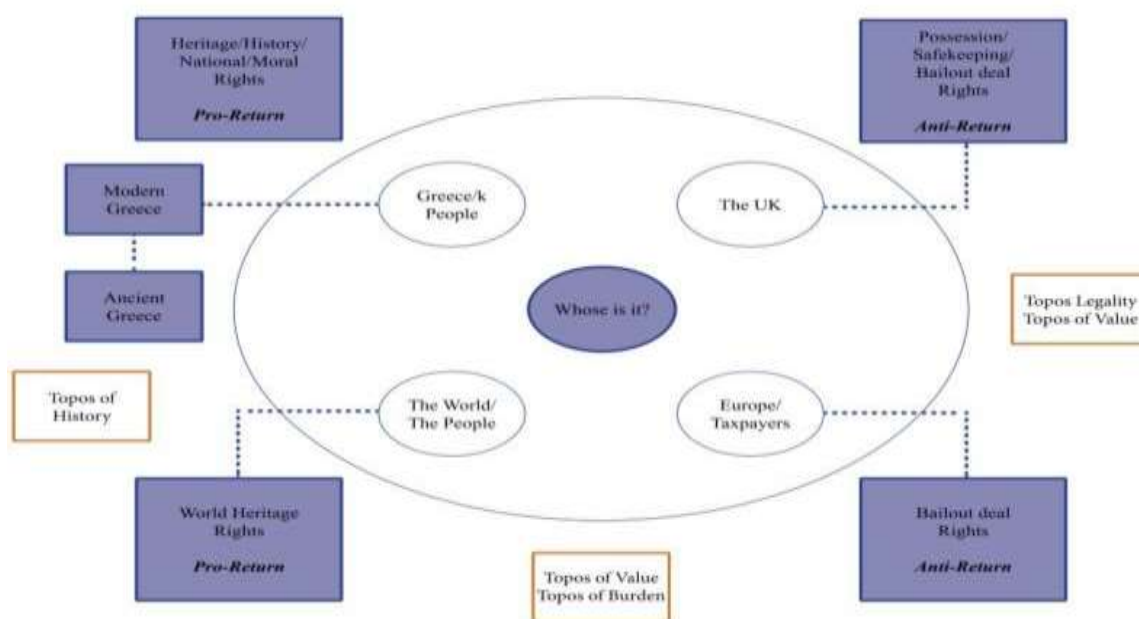 Heritage/History/
National/Moral
Rights
Pro-Return
Possession/
Safekeeping/
Bailout deal
Rights
Anti-Return
Modern
Greece
Greece/k
People
The UK
Ancient
Greece
Whose is it?
Topos Legality
Topos of Value
Topos of
History
The World/
The People
Europe/
Taxpayers
World Heritage
Rights
Pro-Return
Bailout deal
Rights
Anti-Return
Topos of Value
Topos of Burden